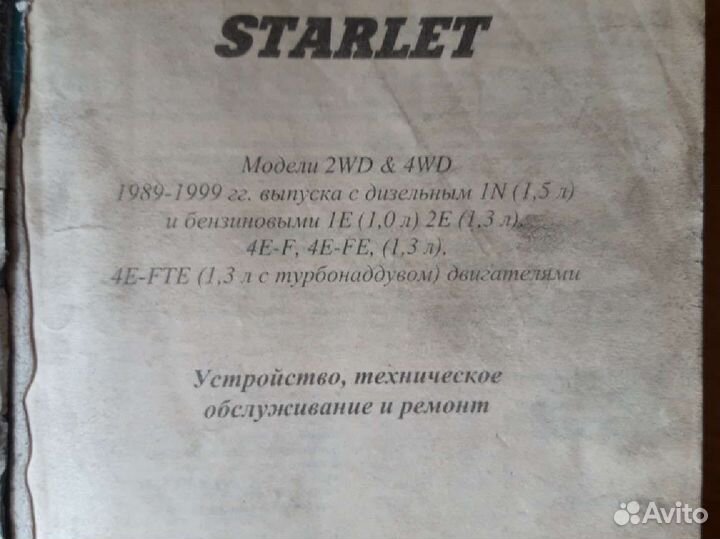 STARLET
Модели 2WD & 4WD
1989-1999 гг. выпуска с дизельным 1N (1,5 л)
и бензиновыми 1E (1,0 л) 2E (1,3 л),
4E-F, 4E-FE, (1,3 л),
4E-FTE (1,3 л с турбонаддувом) двигателями
Устройство, техническое
обслуживание и ремонт
Avito